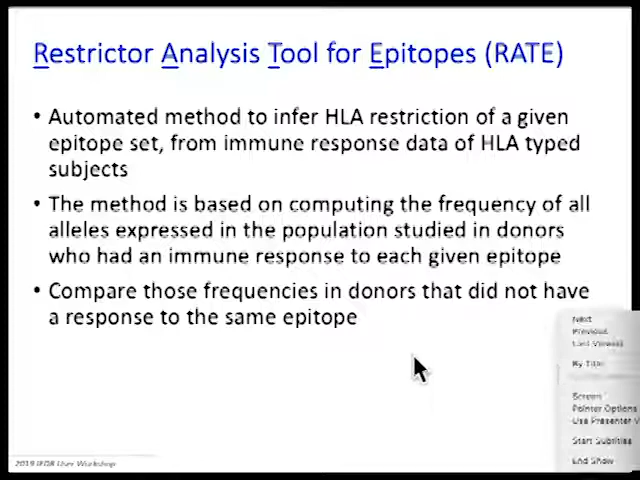 Restrictor Analysis Tool for Epitopes (RATE)
• Automated method to infer HLA restriction of a given
epitope set, from immune response data of HLA typed
subjects
• The method is based on computing the frequency of all
alleles expressed in the population studied in donors
who had an immune response to each given epitope
• Compare those frequencies in donors that did not have
a response to the same epitope
Next
Previous
Last Viewed
By Title
Screen
Pointer Options
Use Presenter V
Start Subtitles
End Show
2019 IEDB User Workshop